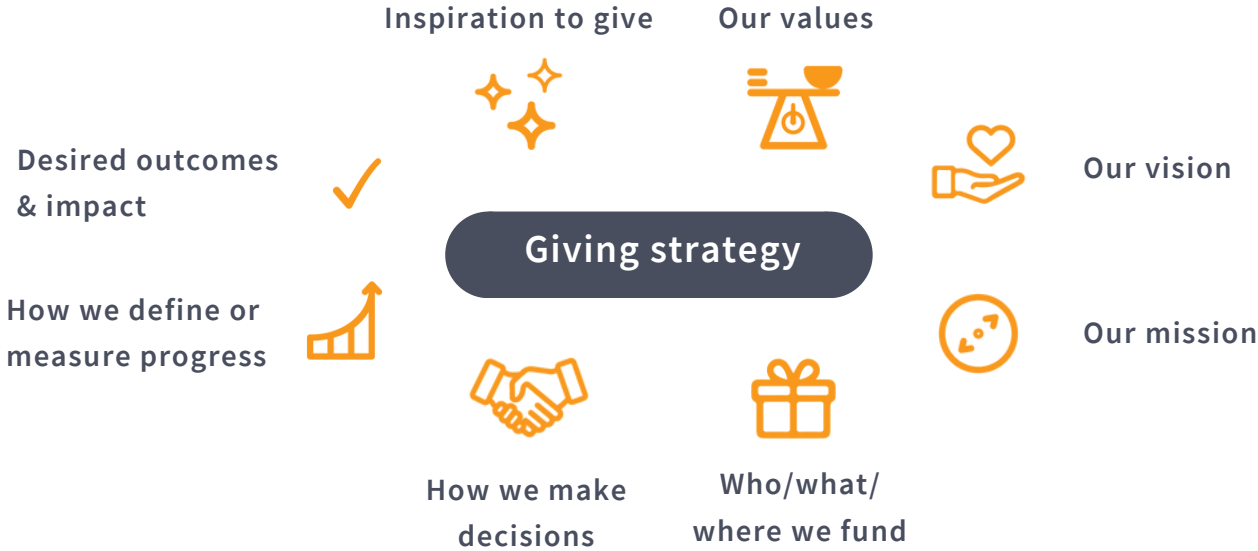 Inspiration to give
Our values
Desired outcomes
& impact
Our vision
Giving strategy
How we define or
measure progress
Our mission
How we make
decisions
Who/what/
where we fund